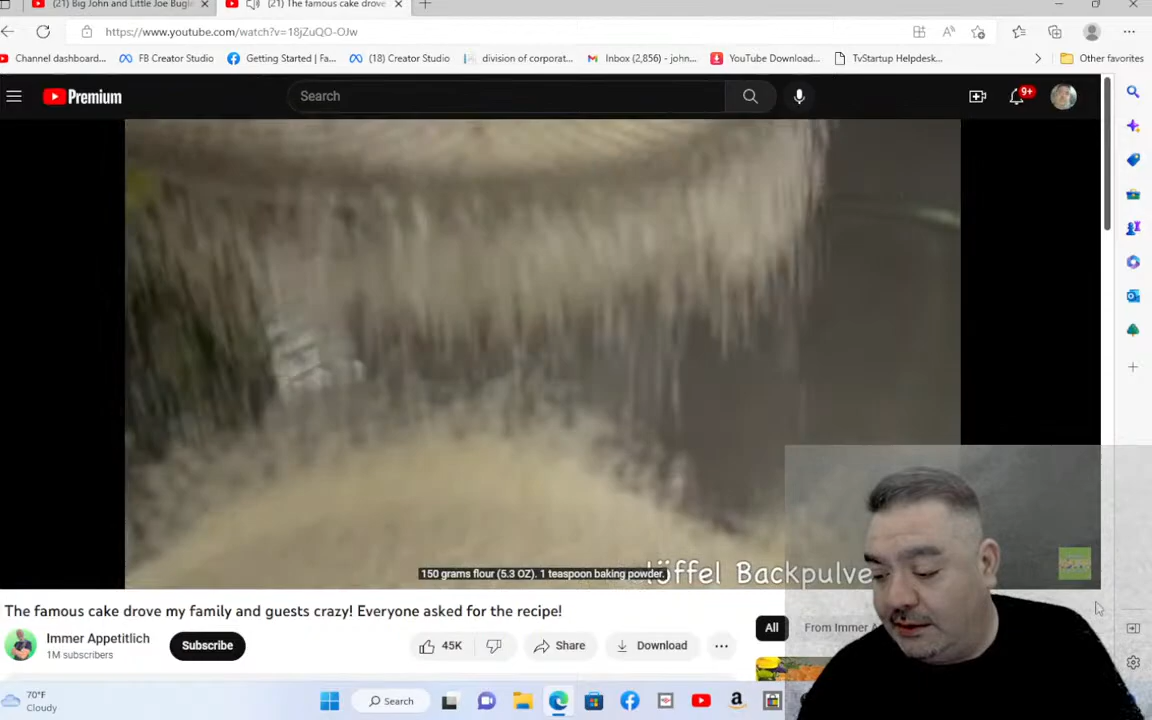 (21) Big John and Little Joe Bugle
(21) The famous cake drove
https://www.youtube.com/watch?v=18jZuQO-OJw
Channel dashboard...
FB Creator Studio
Getting Started | Fa...
(18) Creator Studio
division of corporat...
Inbox (2,856) – john...
YouTube Download...
TvStartup Helpdesk...
Other favorites
Premium
Search
9+
löffel Backpulve
150 grams flour (5.3 OZ). 1 teaspoon baking powder.
The famous cake drove my family and guests crazy! Everyone asked for the recipe!
Immer Appetitlich
1M subscribers
Subscribe
45K
Share
Download
All
From Immer A
70°F
Cloudy
Search